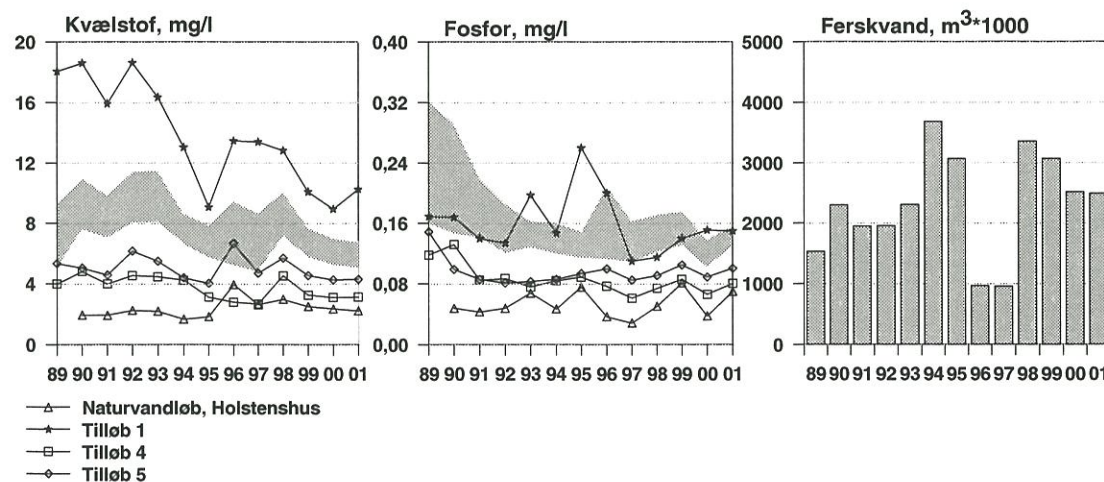 Kvælstof, mg/l
20
16
12
8
4
0
89 90 91 92 93 94 95 96 97 98 99 00 01
Fosfor, mg/l
0,40
0,32
0,24
0,16
0,08
0,00
89 90 91 92 93 94 95 96 97 98 99 00 01
Ferskvand, m3*1000
5000
4000
3000
2000
1000
0
89 90 91 92 93 94 95 96 97 98 99 00 01
Naturvandløb, Holstenshus
Tilløb 1
Tilløb 4
Tilløb 5